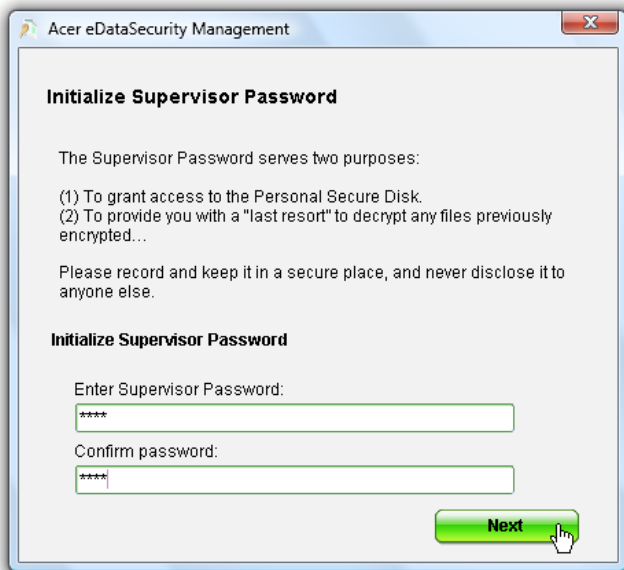 Acer eDataSecurity Management
Initialize Supervisor Password
The Supervisor Password serves two purposes:
(1) To grant access to the Personal Secure Disk.
(2) To provide you with a "last resort" to decrypt any files previously
encrypted...
Please record and keep it in a secure place, and never disclose it to
anyone else.
Initialize Supervisor Password
Enter Supervisor Password:
****
Confirm password:
****
Next